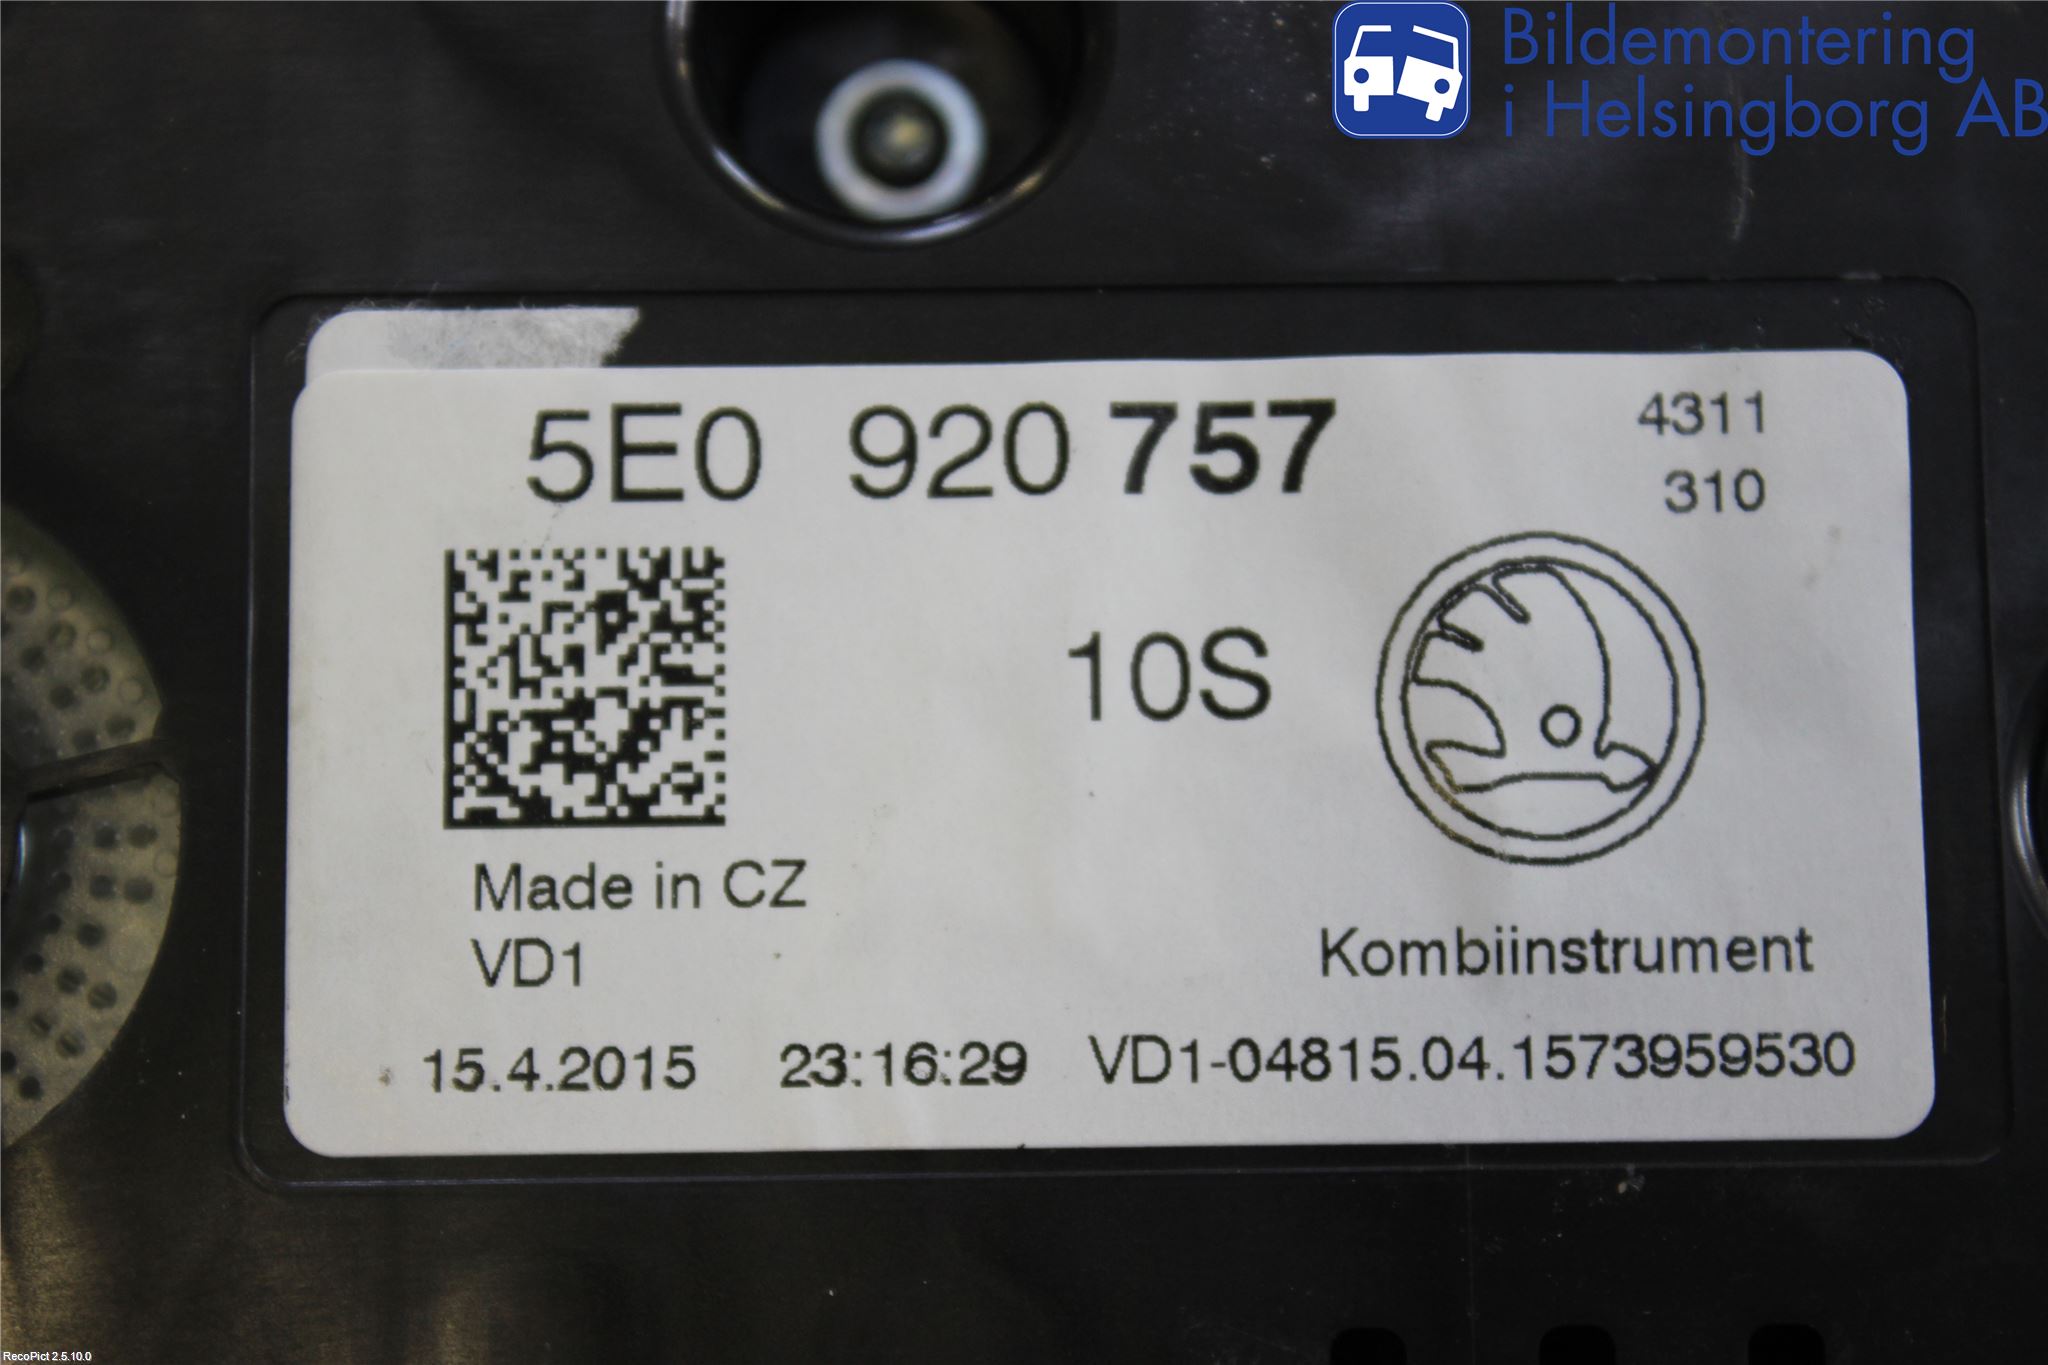 Bildemontering
i Helsingborg AB
5E0 920 757
4311
310
10S
Made in CZ
VD1
Kombiinstrument
15.4.2015 23:16:29 VD1-04815.04.1573959530
RecoPict 2.5.10.0